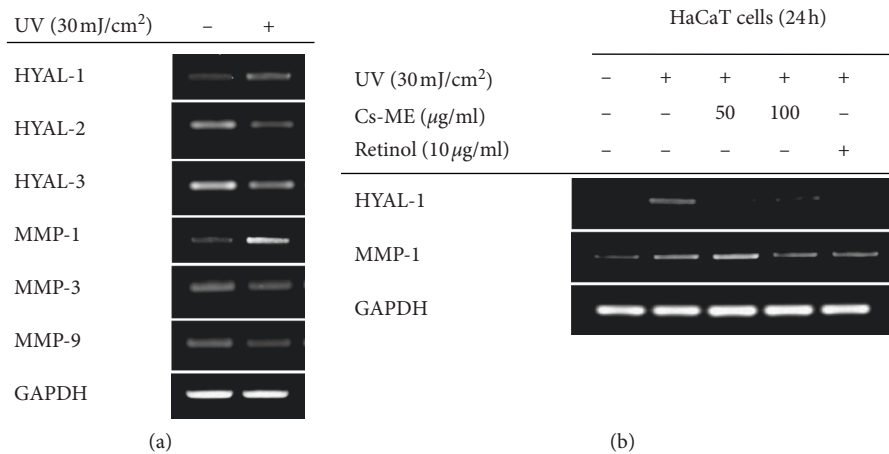 UV (30 mJ/cm²) – +
HYAL-1
HYAL-2
HYAL-3
MMP-1
MMP-3
MMP-9
GAPDH
(a)
HaCaT cells (24 h)
UV (30 mJ/cm²) – + + + +
Cs-ME (μg/ml) – – 50 100 –
Retinol (10 μg/ml) – – – – +
HYAL-1
MMP-1
GAPDH
(b)